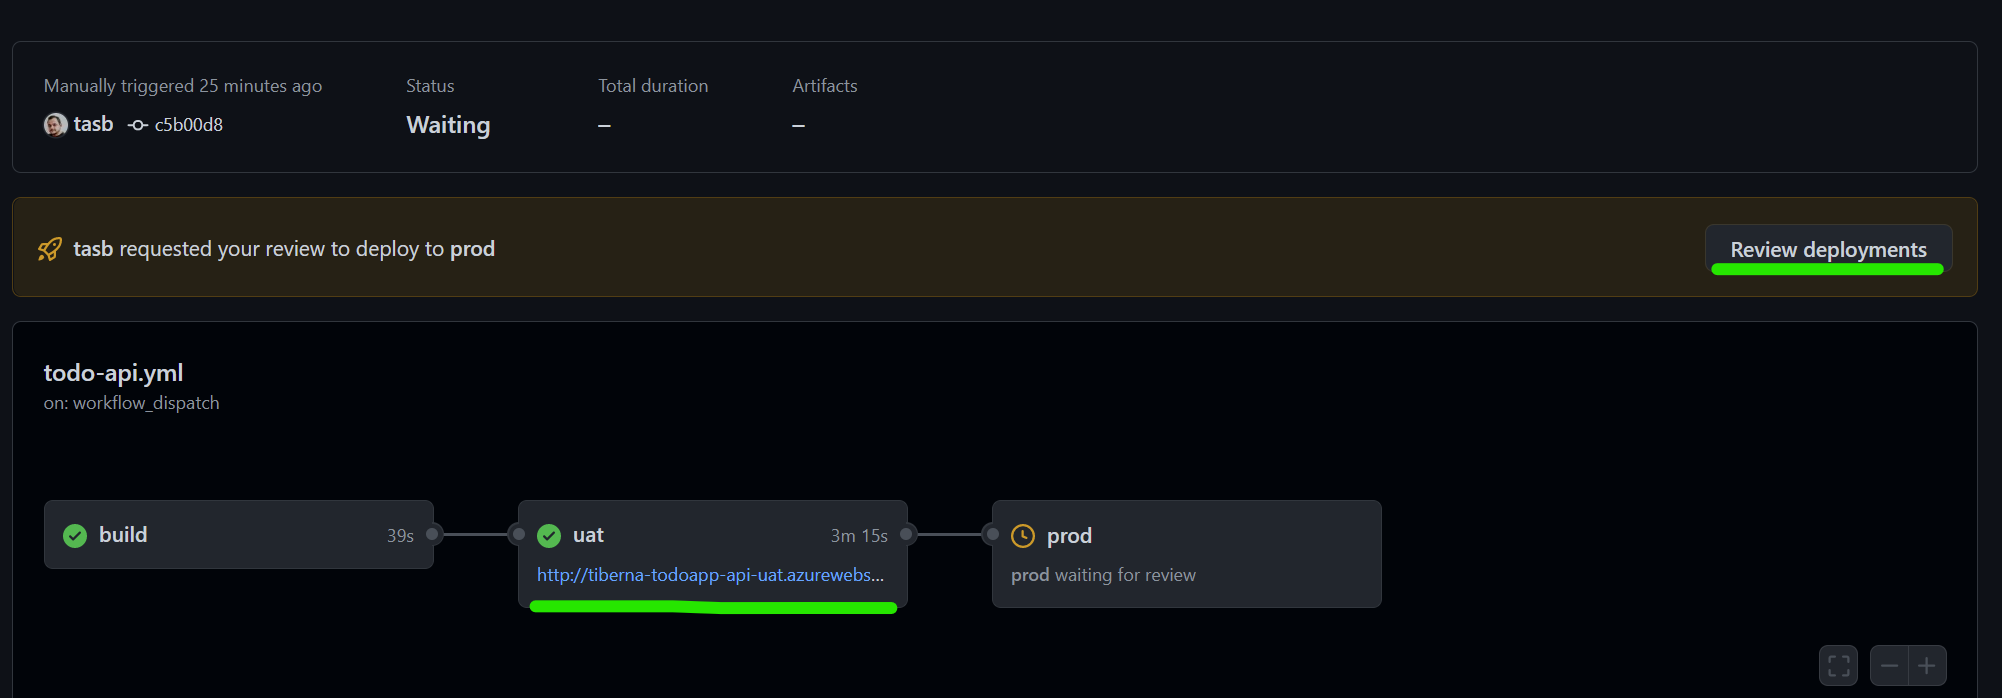 Manually triggered 25 minutes ago
tasb c5b00d8
Status
Waiting
Total duration
–
Artifacts
–
tasb requested your review to deploy to prod
Review deployments
todo-api.yml
on: workflow_dispatch
build 39s
uat 3m 15s
http://tiberna-todoapp-api-uat.azurewebs...
prod
prod waiting for review